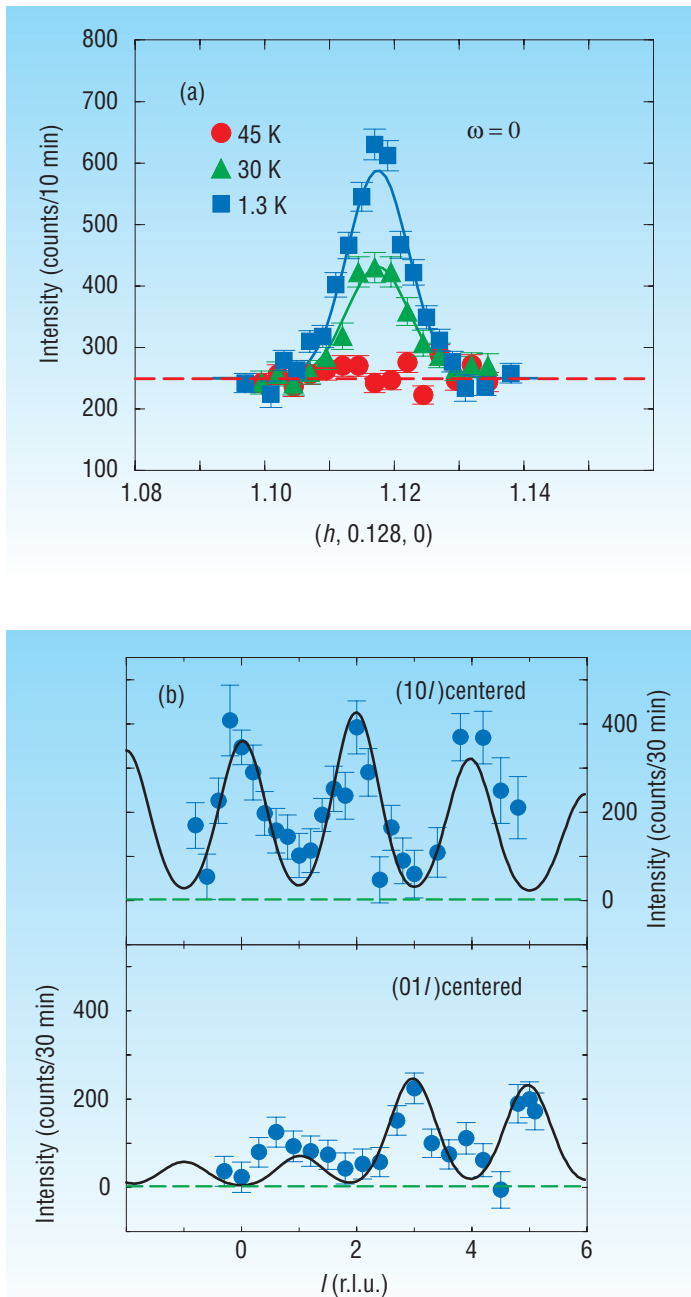 800
700
600
500
400
300
200
100
Intensity (counts/10 min)
(a)
45 K
30 K
1.3 K
ω = 0
1.08
1.10
1.12
1.14
(h, 0.128, 0)
(b)
(10l) centered
400
200
0
Intensity (counts/30 min)
(01l) centered
400
200
0
Intensity (counts/30 min)
0
2
4
6
l (r.l.u.)